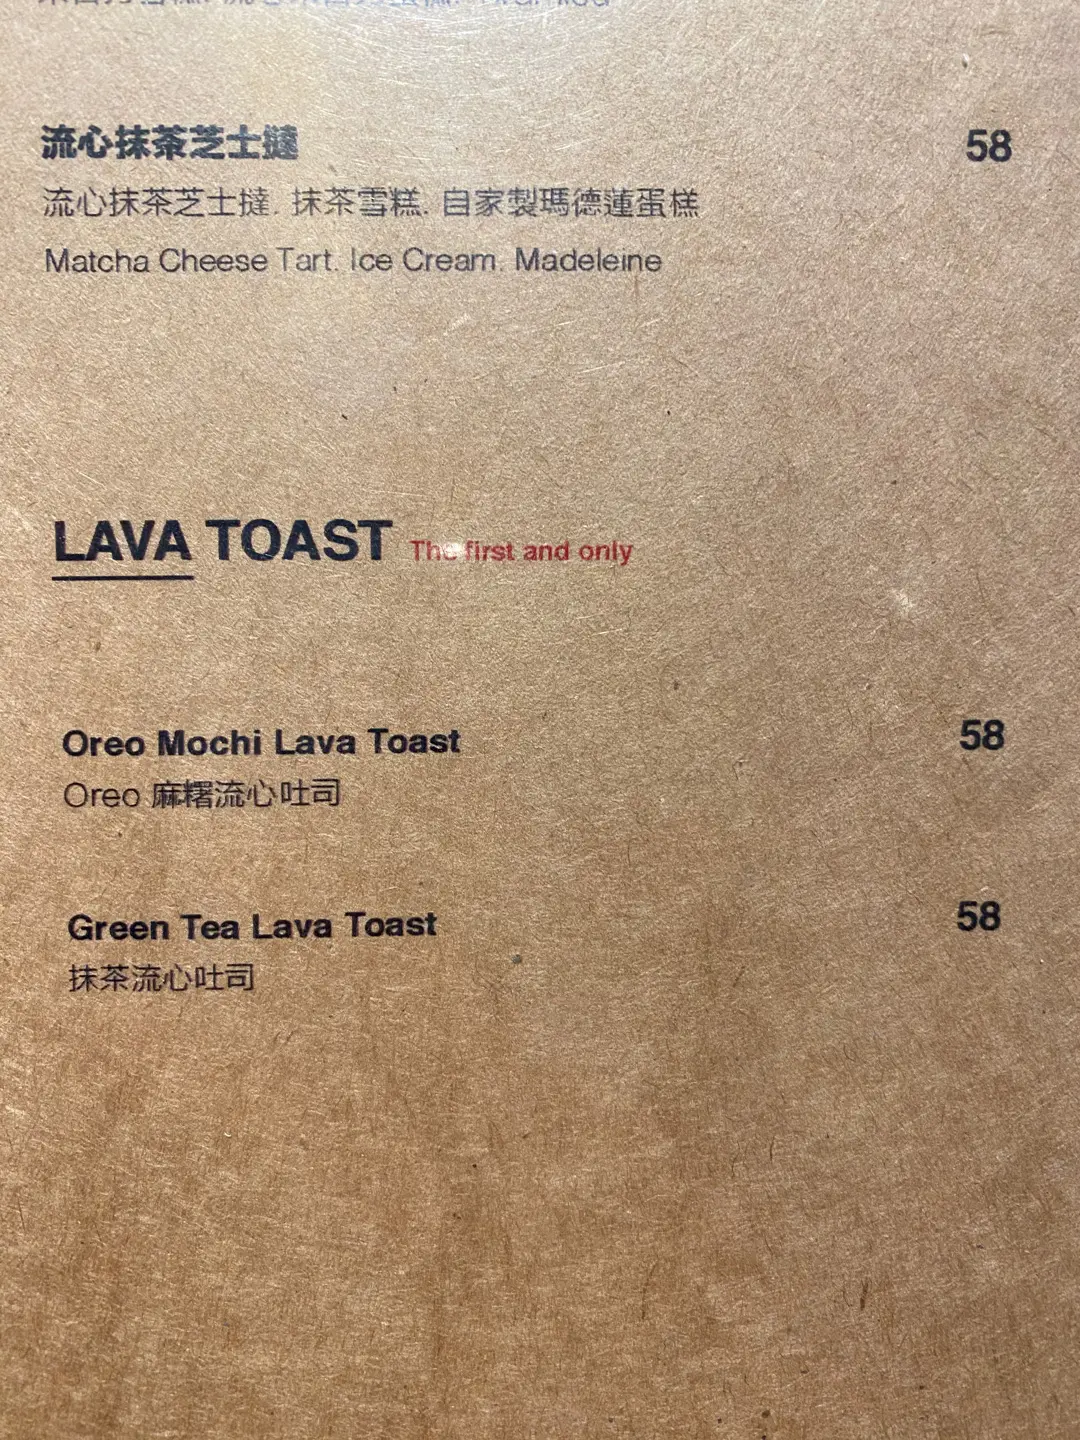 流心抹茶芝士撻 58
流心抹茶芝士撻. 抹茶雪糕. 自家製瑪德蓮蛋糕
Matcha Cheese Tart. Ice Cream. Madeleine
LAVA TOAST The first and only
Oreo Mochi Lava Toast 58
Oreo 麻糬流心吐司
Green Tea Lava Toast 58
抹茶流心吐司